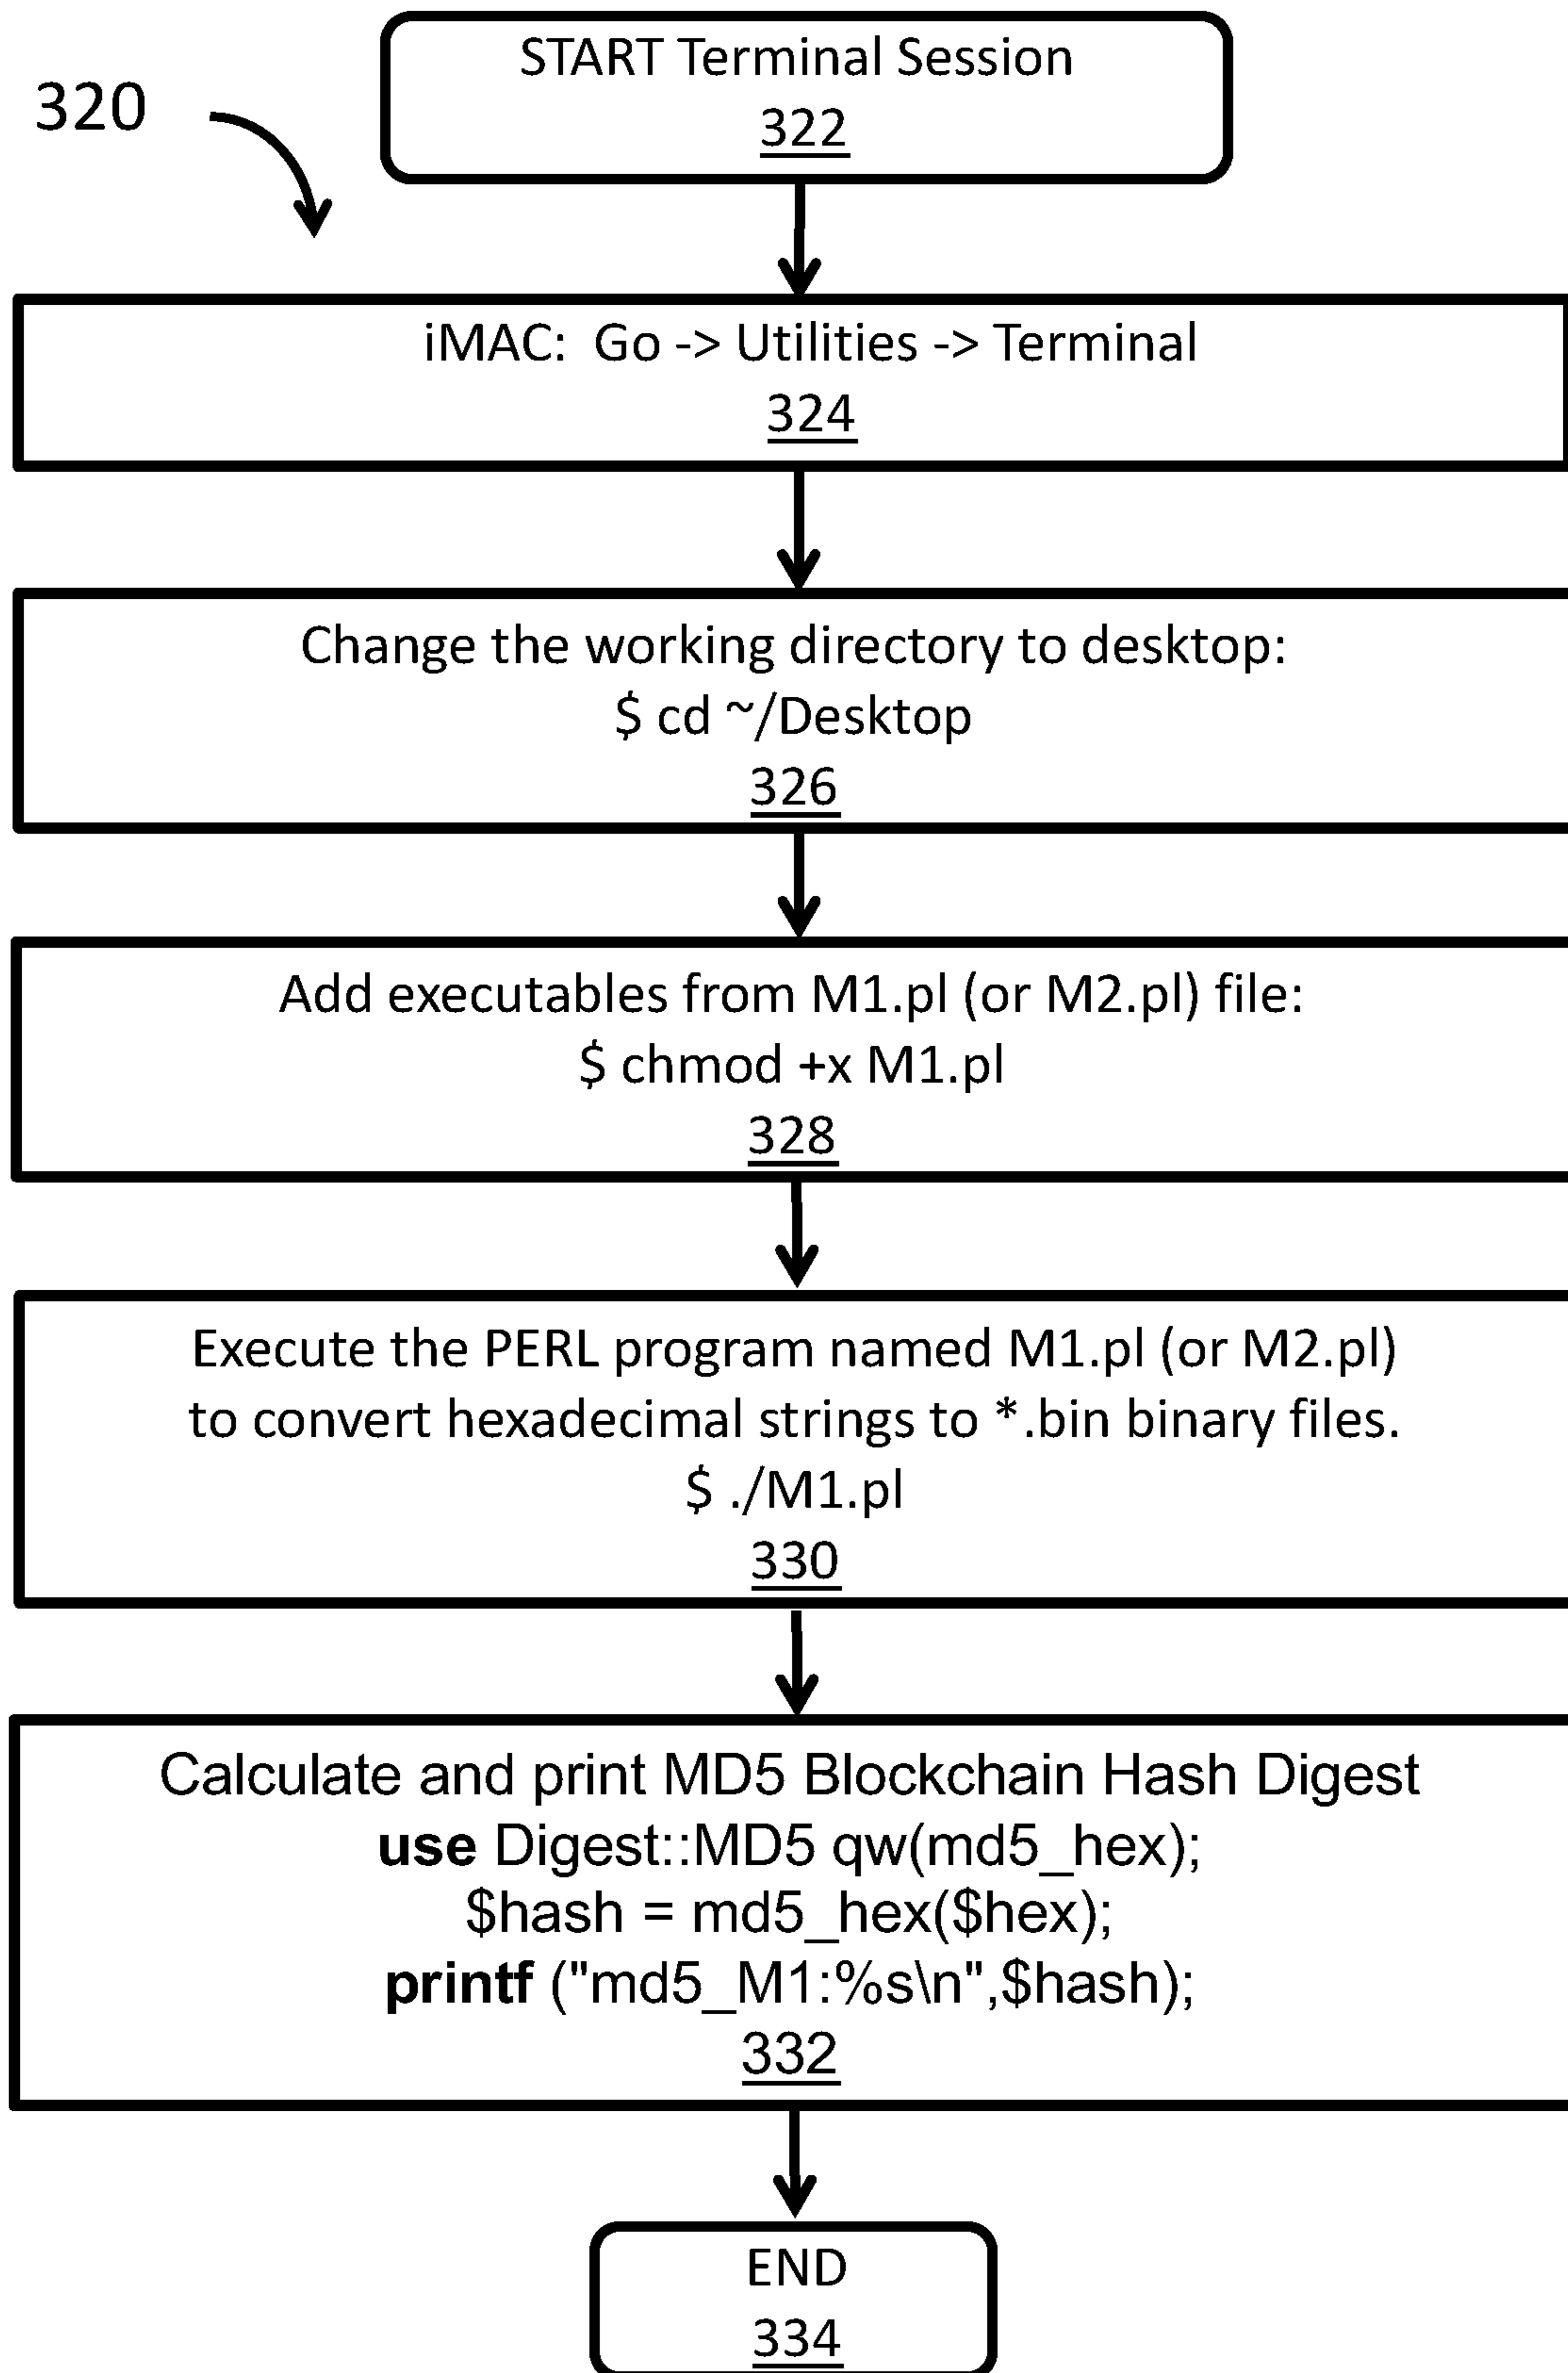 START Terminal Session
322
320
iMAC: Go -> Utilities -> Terminal
324
Change the working directory to desktop:
$ cd ~/Desktop
326
Add executables from M1.pl (or M2.pl) file:
$ chmod +x M1.pl
328
Execute the PERL program named M1.pl (or M2.pl)
to convert hexadecimal strings to *.bin binary files.
$ ./M1.pl
330
Calculate and print MD5 Blockchain Hash Digest
use Digest::MD5 qw(md5_hex);
$hash = md5_hex($hex);
printf ("md5_M1:%s\n",$hash);
332
END
334